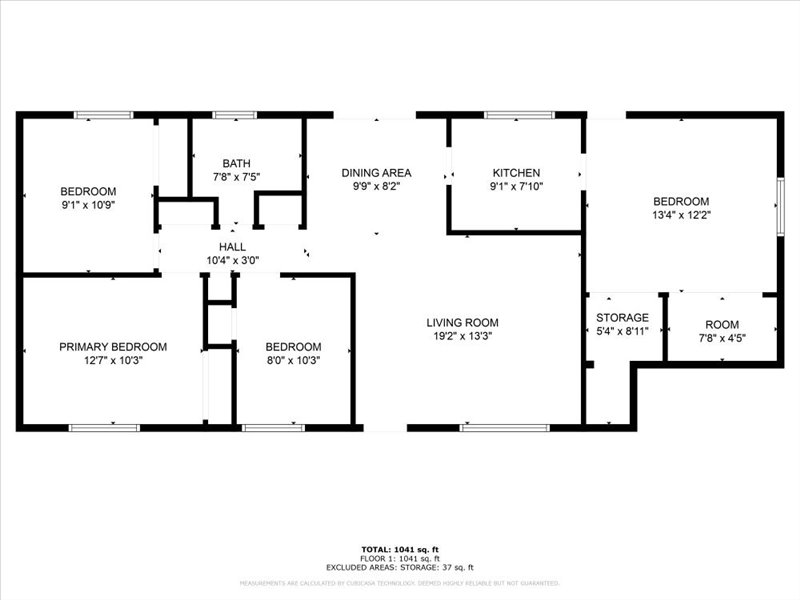 BATH
7'8" x 7'5"
DINING AREA
9'9" x 8'2"
KITCHEN
9'1" x 7'10"
BEDROOM
9'1" x 10'9"
BEDROOM
13'4" x 12'2"
HALL
10'4" x 3'0"
PRIMARY BEDROOM
12'7" x 10'3"
BEDROOM
8'0" x 10'3"
LIVING ROOM
19'2" x 13'3"
STORAGE
5'4" x 8'11"
ROOM
7'8" x 4'5"
TOTAL: 1041 sq. ft
FLOOR 1: 1041 sq. ft
EXCLUDED AREAS: STORAGE: 37 sq. ft
MEASUREMENTS ARE CALCULATED BY CUBICASA TECHNOLOGY. DEEMED HIGHLY RELIABLE BUT NOT GUARANTEED.